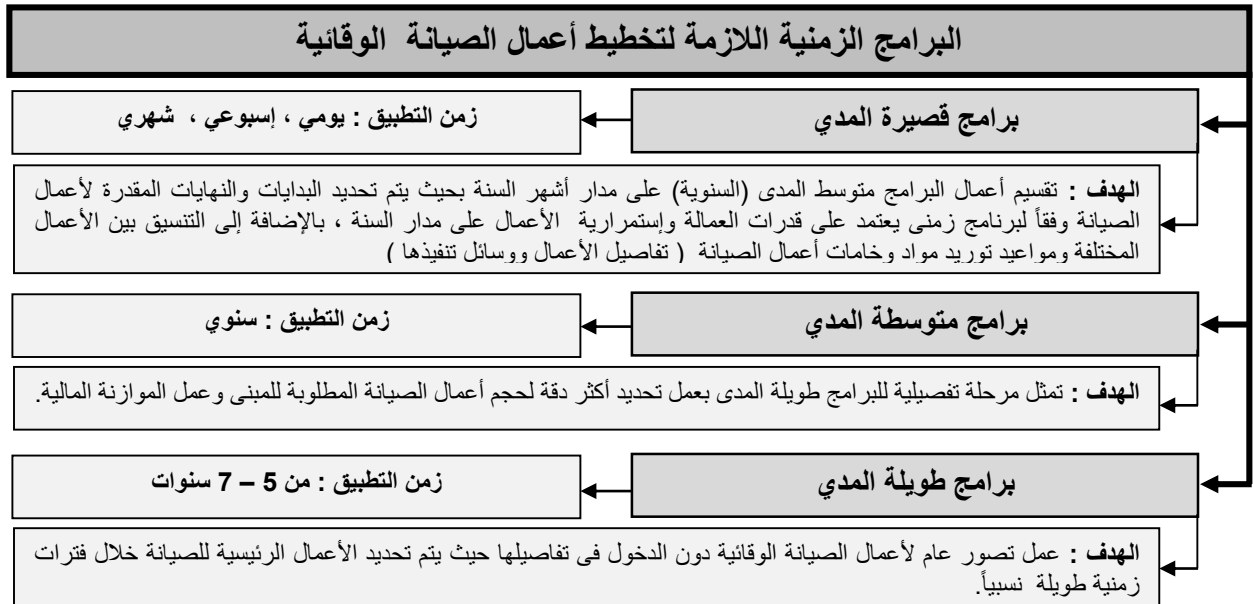 البرامج الزمنية اللازمة لتخطيط أعمال الصيانة الوقائية
برامج قصيرة المدي
زمن التطبيق : يومي ، إسبوعي ، شهري
الهدف : تقسيم أعمال البرامج متوسط المدى (السنوية) على مدار أشهر السنة بحيث يتم تحديد البدايات والنهايات المقدرة لأعمال
الصيانة وفقاً لبرنامج زمنى يعتمد على قدرات العمالة وإستمرارية الأعمال على مدار السنة ، بالإضافة إلى التنسيق بين الأعمال
المختلفة ومواعيد توريد مواد وخامات أعمال الصيانة ( تفاصيل الأعمال ووسائل تنفيذها )
برامج متوسطة المدي
زمن التطبيق : سنوي
الهدف : تمثل مرحلة تفصيلية للبرامج طويلة المدى بعمل تحديد أكثر دقة لحجم أعمال الصيانة المطلوبة للمبنى وعمل الموازنة المالية.
برامج طويلة المدي
زمن التطبيق : من 5 – 7 سنوات
الهدف : عمل تصور عام لأعمال الصيانة الوقائية دون الدخول فى تفاصيلها حيث يتم تحديد الأعمال الرئيسية للصيانة خلال فترات
زمنية طويلة نسبياً.